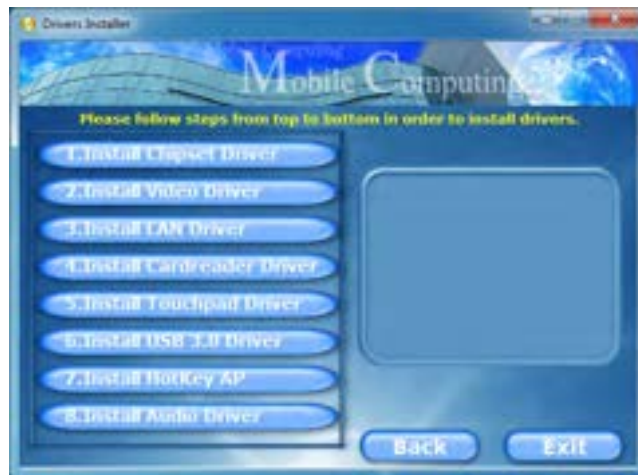 Drivers Installer
Mobile Computing
Please follow steps from top to bottom in order to install drivers.
1.Install Chipset Driver
2.Install Video Driver
3.Install LAN Driver
4.Install Cardreader Driver
5.Install Touchpad Driver
6.Install USB 3.0 Driver
7.Install HotKey AP
8.Install Audio Driver
Back
Exit